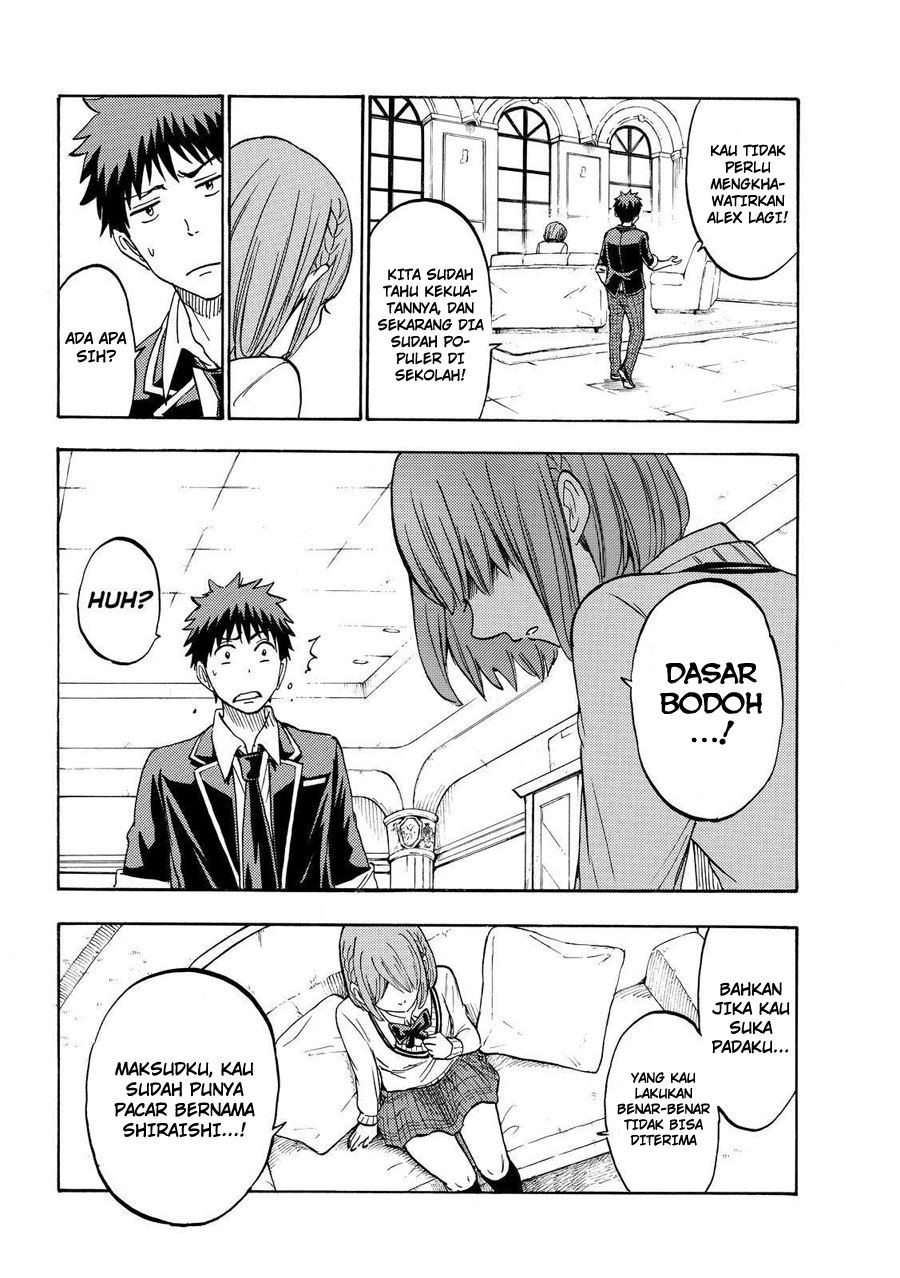 KAU TIDAK
PERLU
MENGKHA-
WATIRKAN
ALEX LAGI!
KITA SUDAH
TAHU KEKUA-
TANNYA, DAN
SEKARANG DIA
SUDAH PO-
PULER DI
SEKOLAH!
ADA APA
SIH?
DASAR
BODOH
...!
HUH?
BAHKAN
JIKA KAU
SUKA
PADAKU...
YANG KAU
LAKUKAN
BENAR-BENAR
TIDAK BISA
DITERIMA
MAKSUDKU, KAU
SUDAH PUNYA
PACAR BERNAMA
SHIRAISHI...!